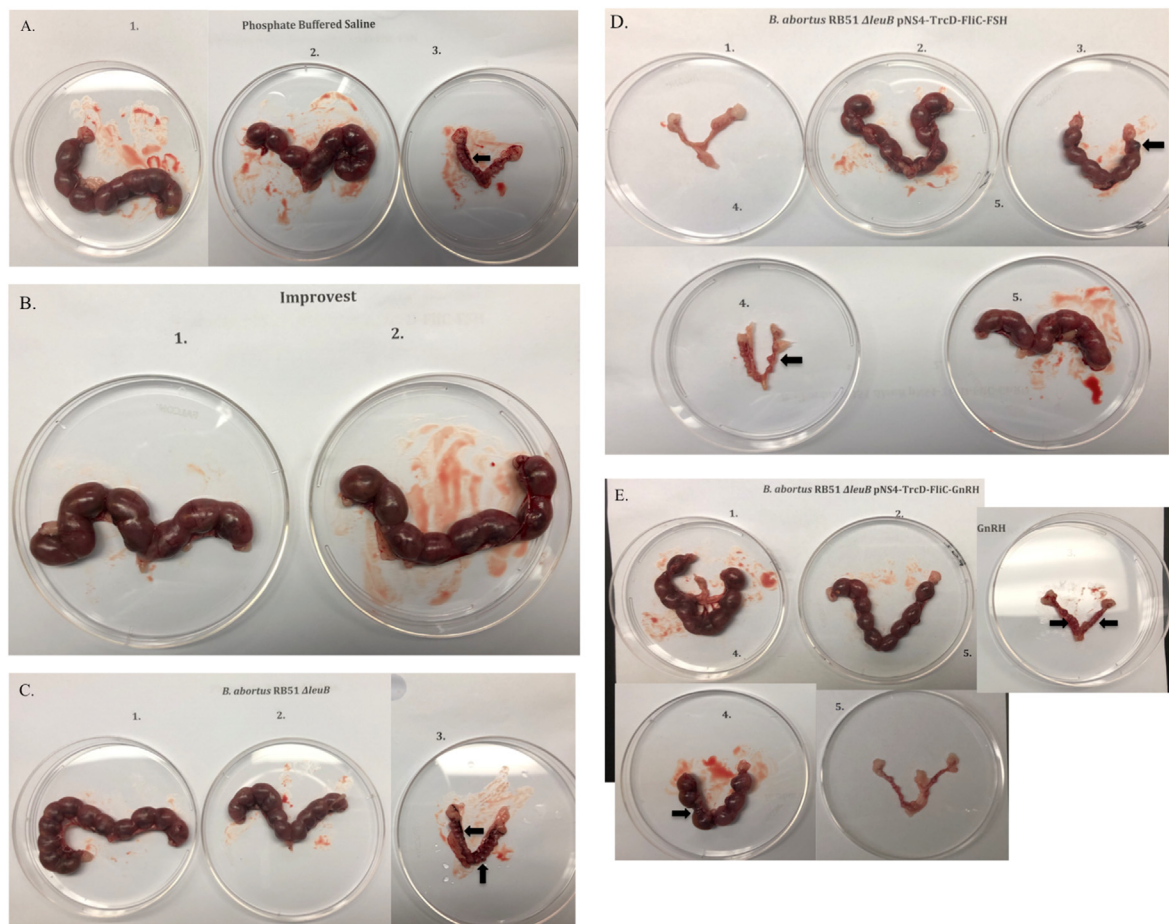 A.
1.
Phosphate Buffered Saline
2.
3.
B.
Improvest
1.
2.
C.
B. abortus RB51 ΔleuB
1.
2.
3.
D.
B. abortus RB51 ΔleuB pNS4-TrcD-FliC-FSH
1.
2.
3.
4.
5.
4.
5.
E.
B. abortus RB51 ΔleuB pNS4-TrcD-FliC-GnRH
1.
2.
GnRH
4.
5.
4.
5.